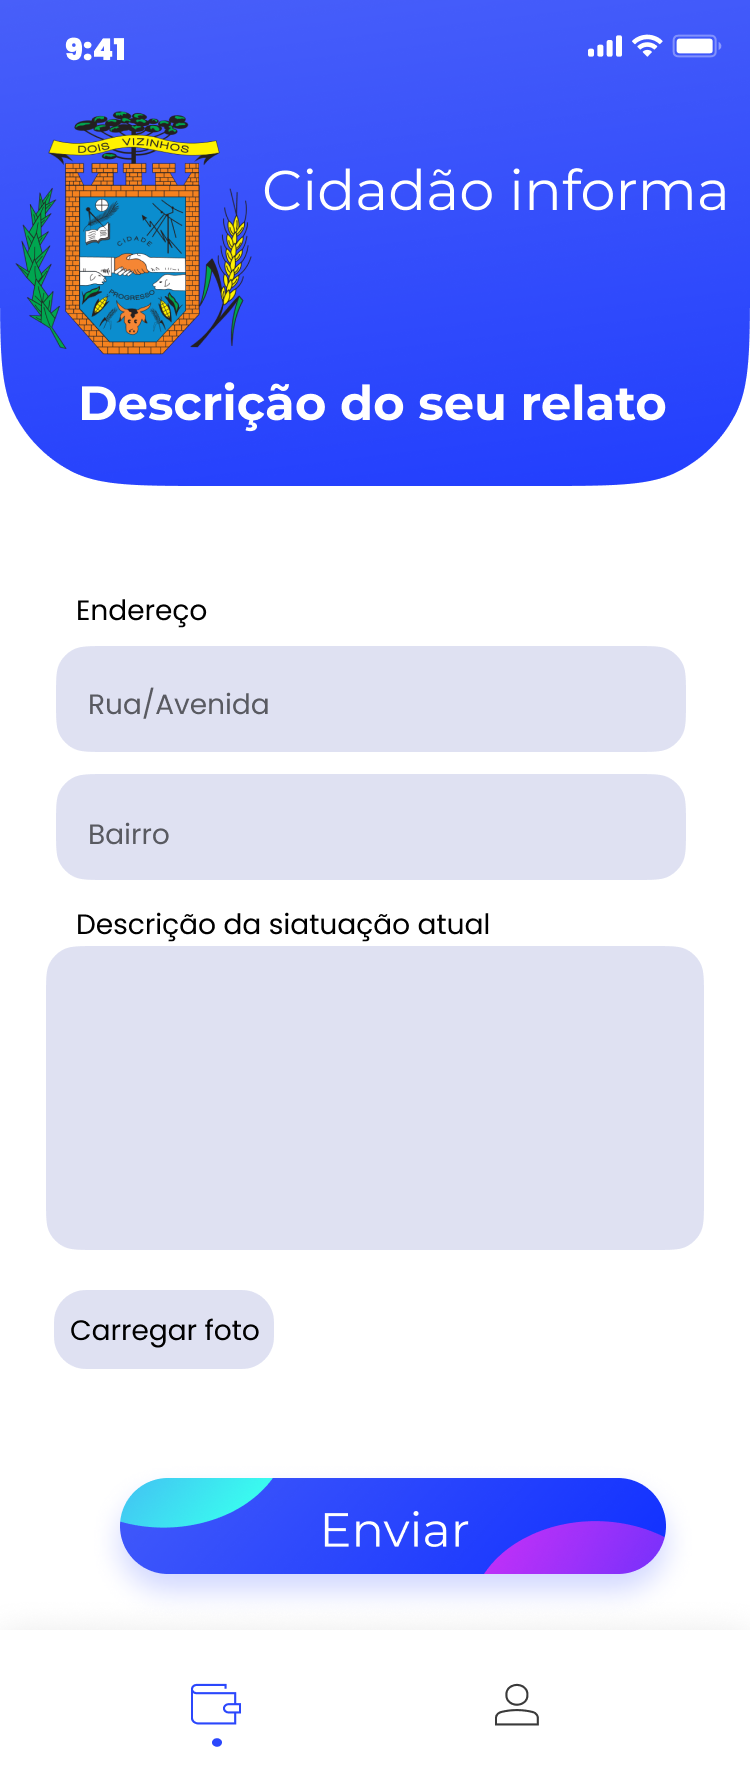 9:41
DOIS VIZINHOS
Cidadão informa
CIDADE
PROGRESSO
Descrição do seu relato
Endereço
Rua/Avenida
Bairro
Descrição da siatuação atual
Carregar foto
Enviar